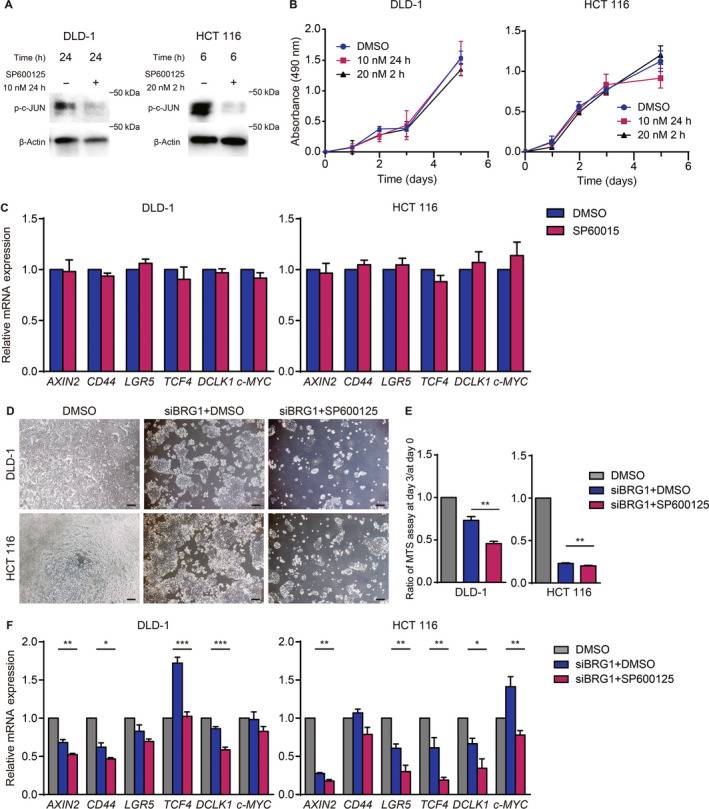 A
DLD-1
HCT 116
Time (h)
24
24
Time (h)
6
6
SP600125
10 nM 24 h
–
+
SP600125
20 nM 2 h
–
+
–50 kDa
–50 kDa
p-c-JUN
p-c-JUN
–50 kDa
–50 kDa
β-Actin
β-Actin
B
DLD-1
HCT 116
Absorbance (490 nm)
2.0
1.5
1.0
0.50
0
DMSO
10 nM 24 h
20 nM 2 h
0
2
4
6
Time (days)
2.0
1.5
1.0
0.5
0
DMSO
10 nM 24 h
20 nM 2 h
0
2
4
6
Time (days)
C
DLD-1
HCT 116
DMSO
SP60015
Relative mRNA expression
1.5
1.0
0.5
0.0
AXIN2 CD44 LGR5 TCF4 DCLK1 c-MYC
1.5
1.0
0.5
0.0
AXIN2 CD44 LGR5 TCF4 DCLK1 c-MYC
D
DMSO
siBRG1+DMSO
siBRG1+SP600125
DLD-1
HCT 116
E
Ratio of MTS assay at day 3/at day 0
1.5
1.0
0.5
0.0
**
DLD-1
1.5
1.0
0.5
0.0
**
HCT 116
DMSO
siBRG1+DMSO
siBRG1+SP600125
F
DLD-1
HCT 116
Relative mRNA expression
2.0
1.5
1.0
0.5
0.0
** * *** ***
AXIN2 CD44 LGR5 TCF4 DCLK1 c-MYC
2.0
1.5
1.0
0.5
0.0
** ** ** * **
AXIN2 CD44 LGR5 TCF4 DCLK1 c-MYC
DMSO
siBRG1+DMSO
siBRG1+SP600125